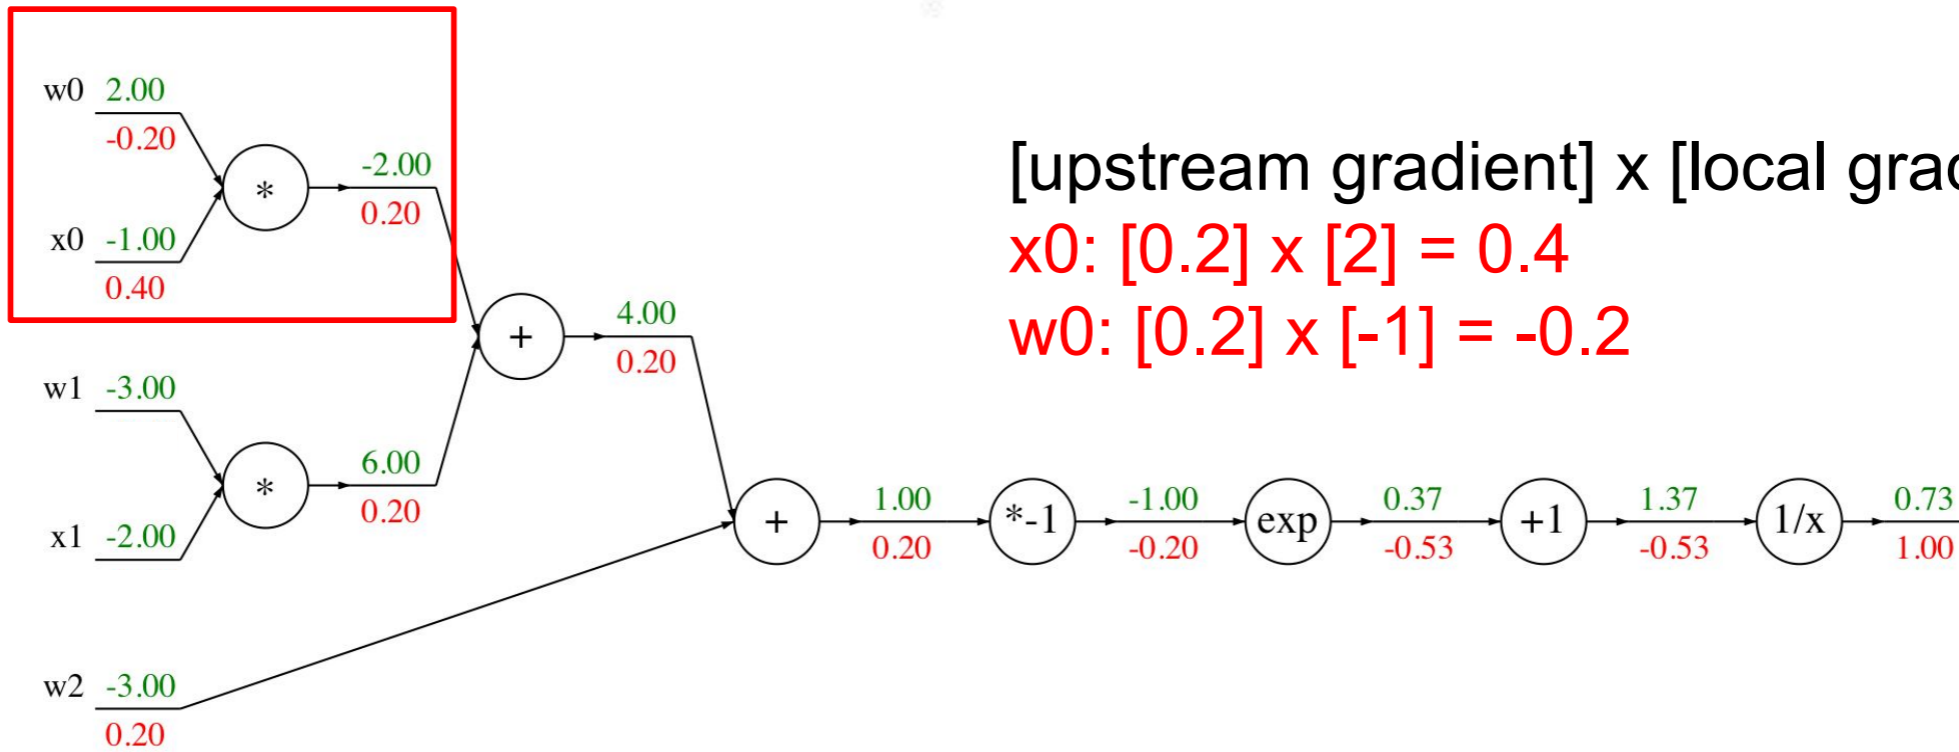 w0 2.00
-0.20
*
-2.00
0.20
x0 -1.00
0.40
[upstream gradient] x [local grad
x0: [0.2] x [2] = 0.4
w0: [0.2] x [-1] = -0.2
+
4.00
0.20
w1 -3.00
*
6.00
0.20
x1 -2.00
+
1.00
0.20
*-1
-1.00
-0.20
exp
0.37
-0.53
+1
1.37
-0.53
1/x
0.73
1.00
w2 -3.00
0.20